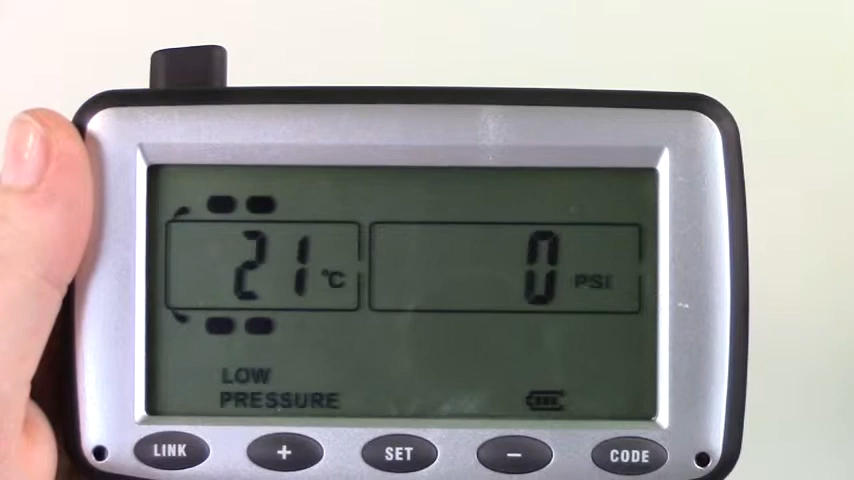 21 °C 0 PSI
LOW
PRESSURE
LINK + SET − CODE